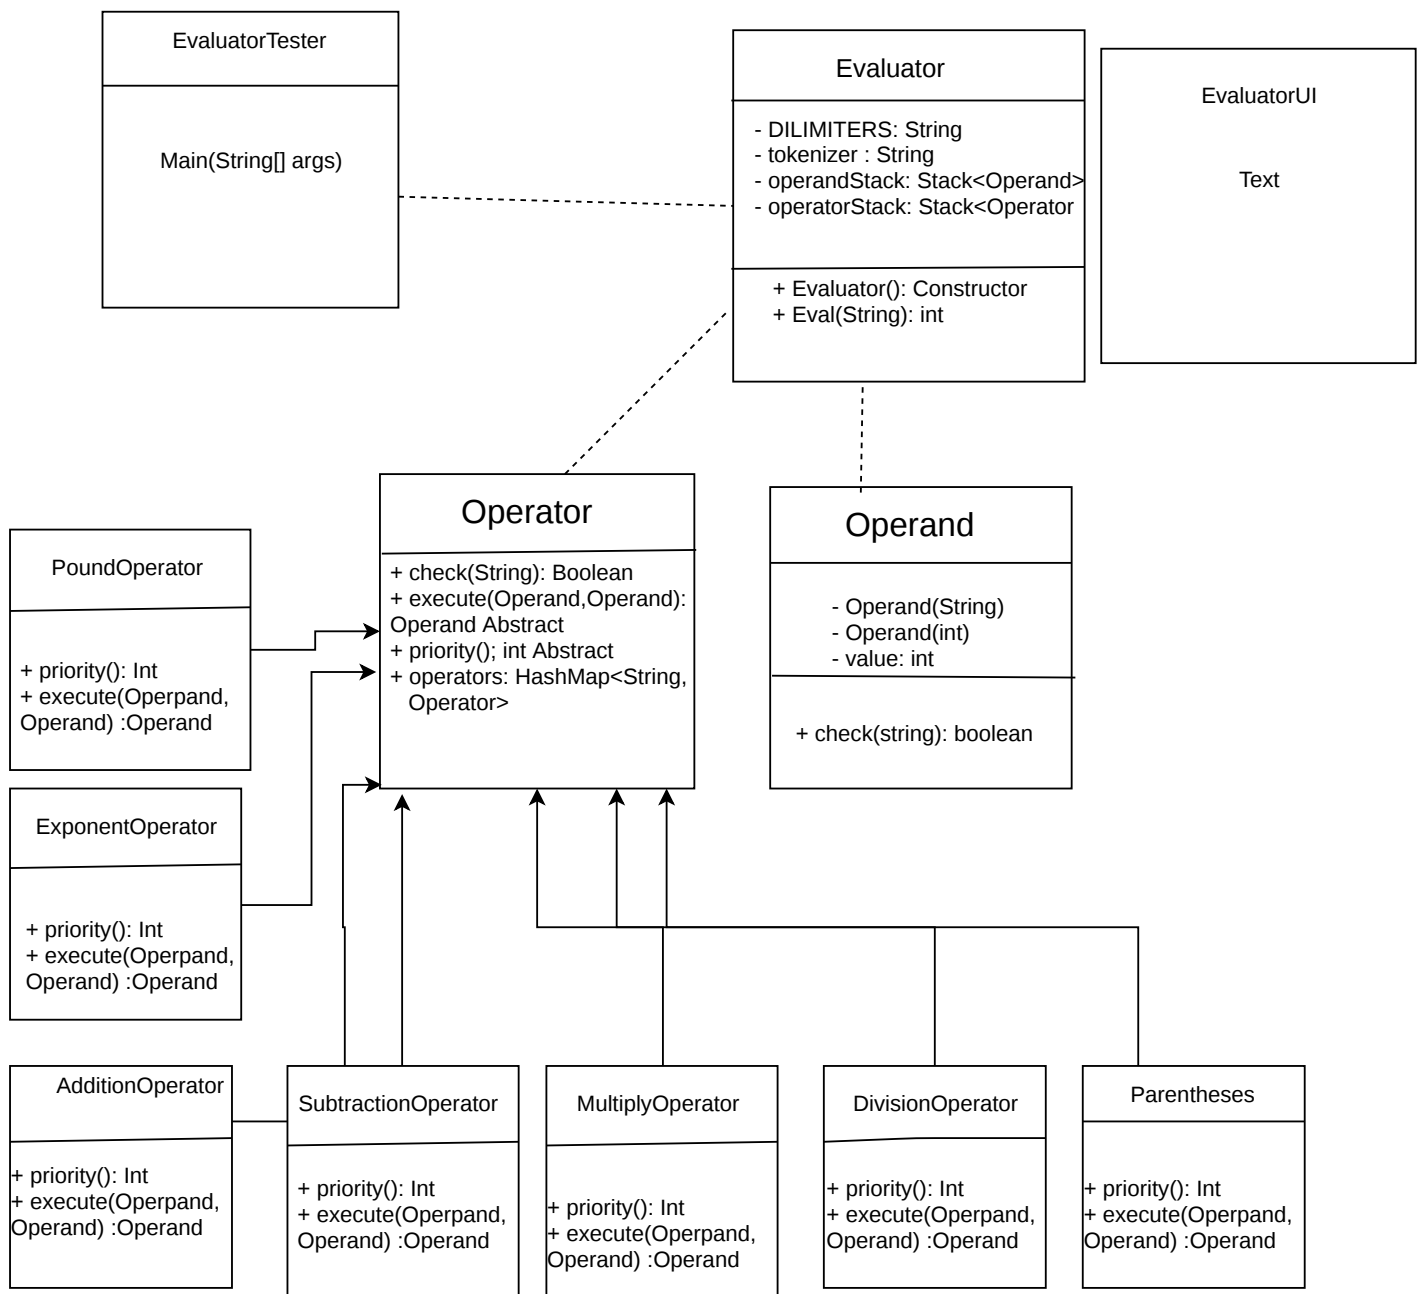 EvaluatorTester
Main(String[] args)
Evaluator
- DILIMITERS: String
- tokenizer : String
- operandStack: Stack<Operand>
- operatorStack: Stack<Operator
+ Evaluator(): Constructor
+ Eval(String): int
EvaluatorUI
Text
Operator
+ check(String): Boolean
+ execute(Operand,Operand):
Operand Abstract
+ priority(); int Abstract
+ operators: HashMap<String,
Operator>
Operand
- Operand(String)
- Operand(int)
- value: int
+ check(string): boolean
PoundOperator
+ priority(): Int
+ execute(Operpand,
Operand) :Operand
ExponentOperator
+ priority(): Int
+ execute(Operpand,
Operand) :Operand
AdditionOperator
+ priority(): Int
+ execute(Operpand,
Operand) :Operand
SubtractionOperator
+ priority(): Int
+ execute(Operpand,
Operand) :Operand
MultiplyOperator
+ priority(): Int
+ execute(Operpand,
Operand) :Operand
DivisionOperator
+ priority(): Int
+ execute(Operpand,
Operand) :Operand
Parentheses
+ priority(): Int
+ execute(Operpand,
Operand) :Operand